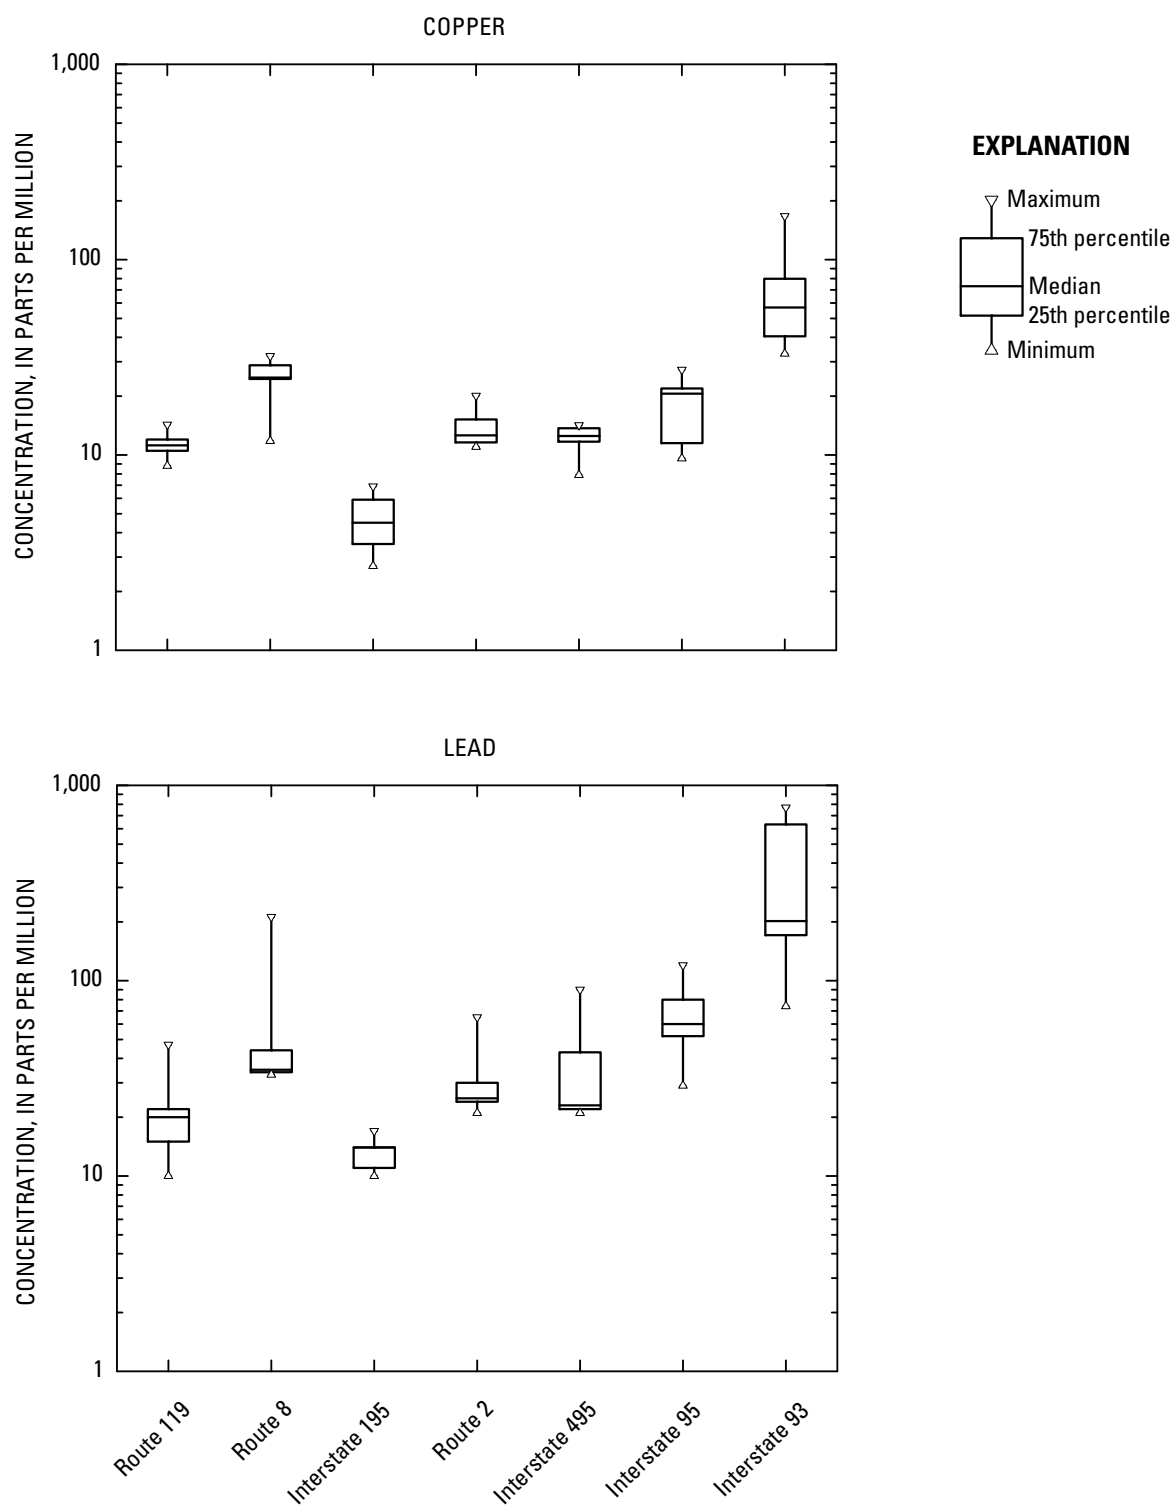 COPPER
CONCENTRATION, IN PARTS PER MILLION
1,000
100
10
1
EXPLANATION
Maximum
75th percentile
Median
25th percentile
Minimum
LEAD
CONCENTRATION, IN PARTS PER MILLION
1,000
100
10
1
Route 119
Route 8
Interstate 195
Route 2
Interstate 495
Interstate 95
Interstate 93